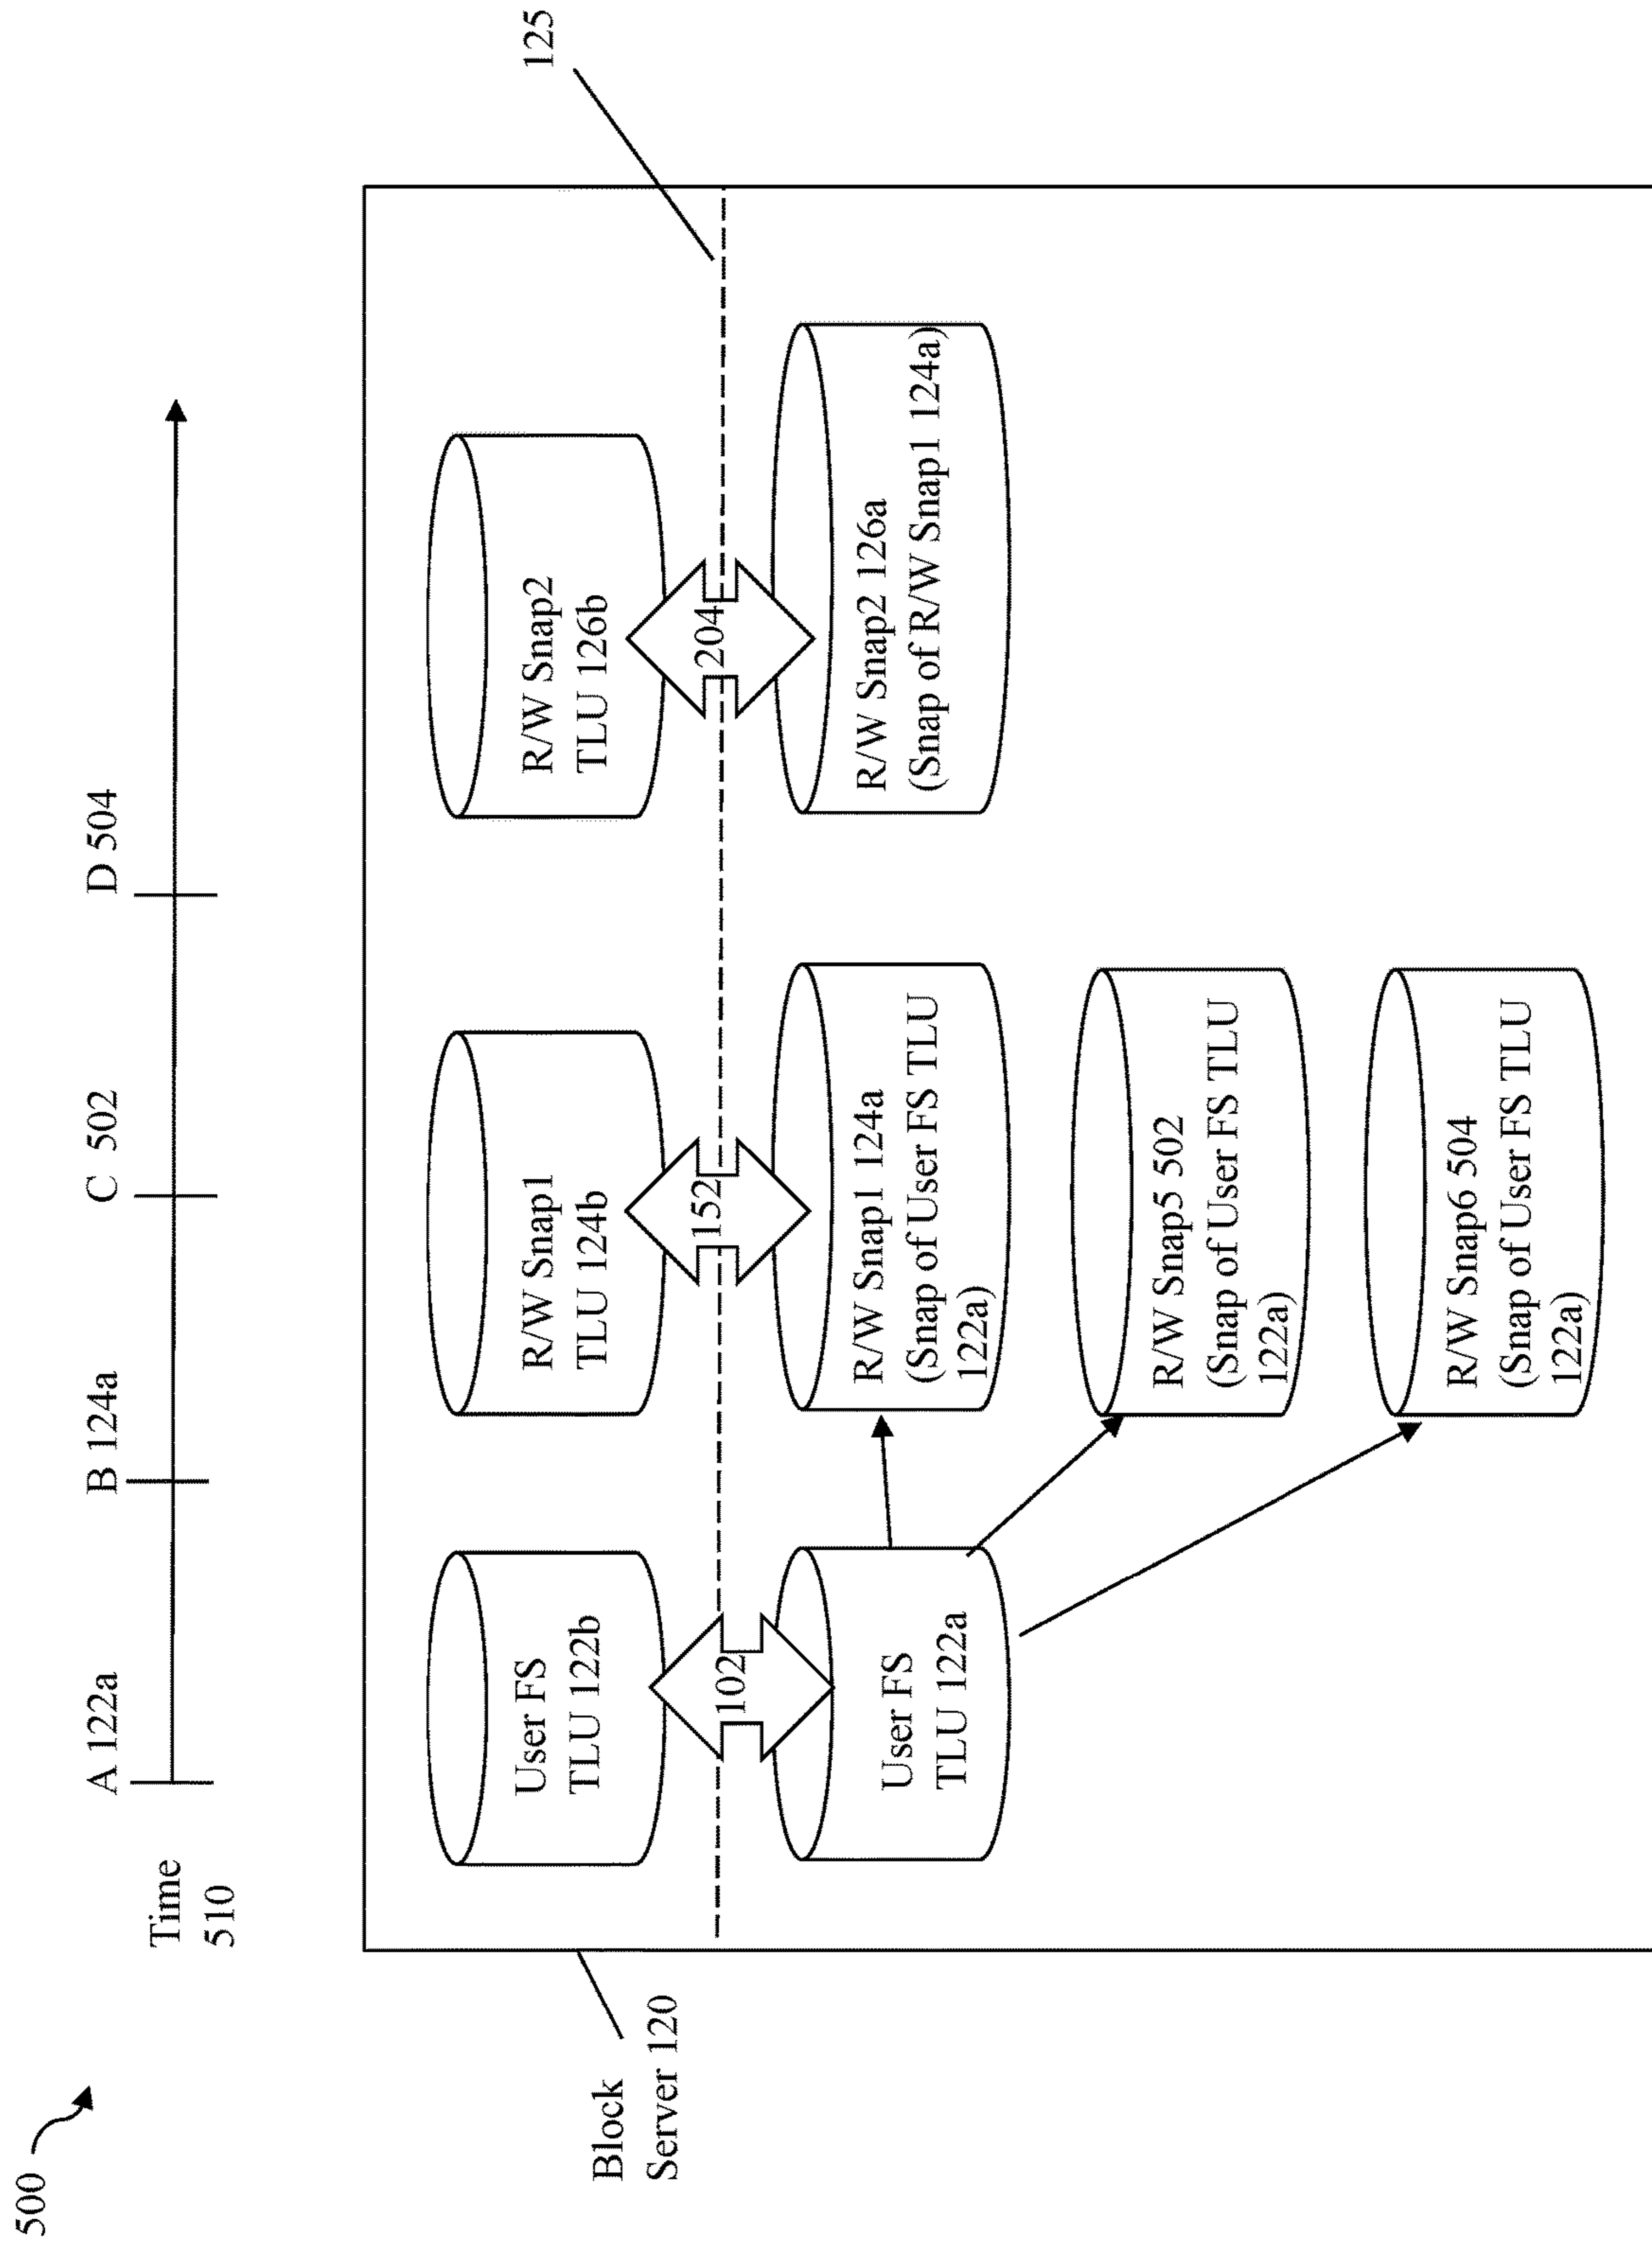 500
Time
510
A 122a
B 124a
C 502
D 504
125
Block
Server 120
User FS
TLU 122b
R/W Snap1
TLU 124b
R/W Snap2
TLU 126b
102
152
204
User FS
TLU 122a
R/W Snap1 124a
(Snap of User FS TLU
122a)
R/W Snap2 126a
(Snap of R/W Snap1 124a)
R/W Snap5 502
(Snap of User FS TLU
122a)
R/W Snap6 504
(Snap of User FS TLU
122a)